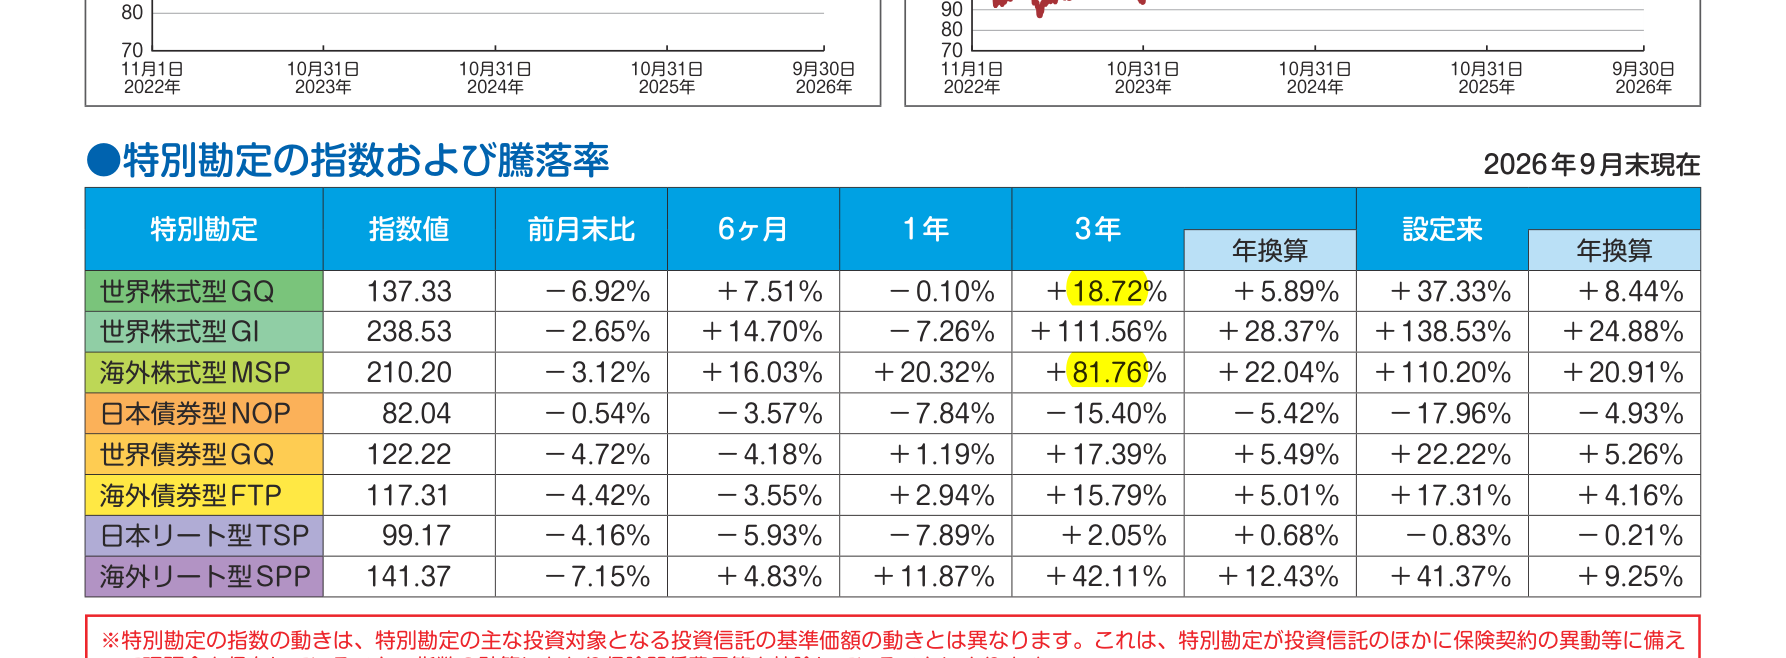 80
70
11月1日 10月31日 10月31日 10月31日 9月30日
2022年 2023年 2024年 2025年 2026年
90
80
70
11月1日 10月31日 10月31日 10月31日 9月30日
2022年 2023年 2024年 2025年 2026年
●特別勘定の指数および騰落率
2026年9月末現在
特別勘定 指数値 前月末比 6ヶ月 1年 3年 年換算 設定来 年換算
世界株式型GQ 137.33 －6.92% ＋7.51% －0.10% ＋18.72% ＋5.89% ＋37.33% ＋8.44%
世界株式型GI 238.53 －2.65% ＋14.70% －7.26% ＋111.56% ＋28.37% ＋138.53% ＋24.88%
海外株式型MSP 210.20 －3.12% ＋16.03% ＋20.32% ＋81.76% ＋22.04% ＋110.20% ＋20.91%
日本債券型NOP 82.04 －0.54% －3.57% －7.84% －15.40% －5.42% －17.96% －4.93%
世界債券型GQ 122.22 －4.72% －4.18% ＋1.19% ＋17.39% ＋5.49% ＋22.22% ＋5.26%
海外債券型FTP 117.31 －4.42% －3.55% ＋2.94% ＋15.79% ＋5.01% ＋17.31% ＋4.16%
日本リート型TSP 99.17 －4.16% －5.93% －7.89% ＋2.05% ＋0.68% －0.83% －0.21%
海外リート型SPP 141.37 －7.15% ＋4.83% ＋11.87% ＋42.11% ＋12.43% ＋41.37% ＋9.25%
※特別勘定の指数の動きは、特別勘定の主な投資対象となる投資信託の基準価額の動きとは異なります。これは、特別勘定が投資信託のほかに保険契約の異動等に備え